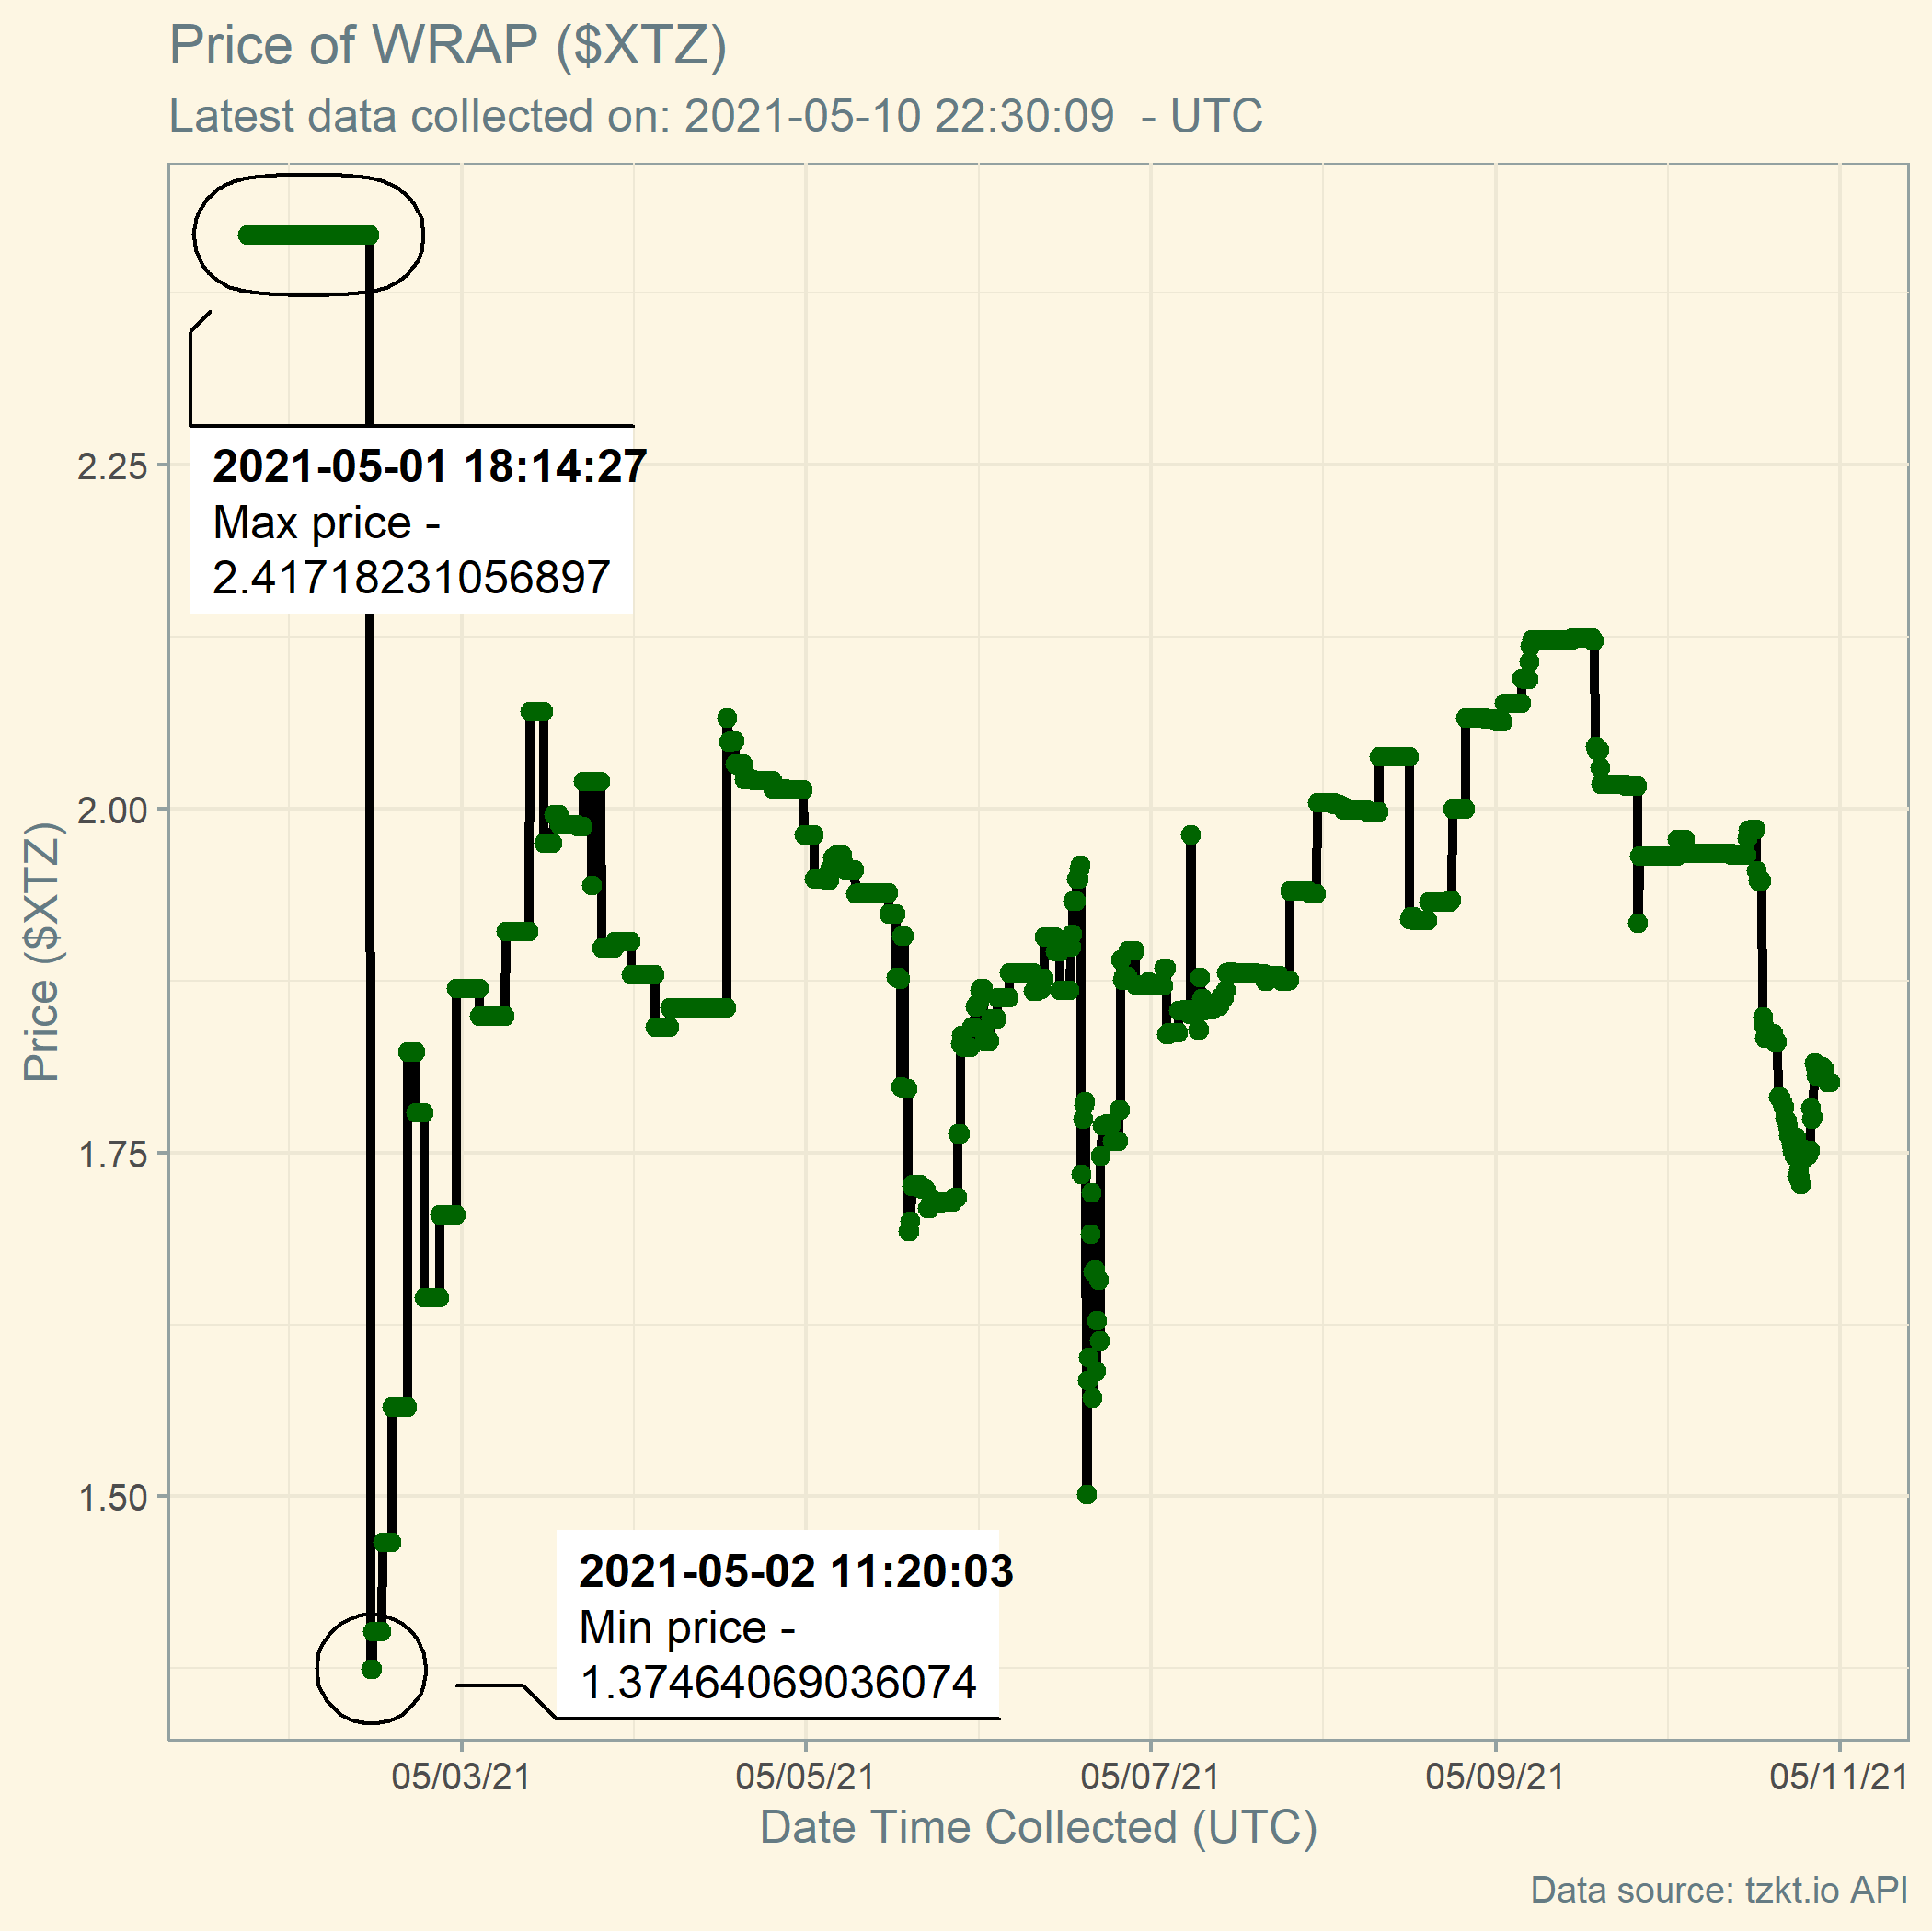 Price of WRAP ($XTZ)
Latest data collected on: 2021-05-10 22:30:09  - UTC
Price ($XTZ)
2.25
2.00
1.75
1.50
2021-05-01 18:14:27
Max price -
2.41718231056897
2021-05-02 11:20:03
Min price -
1.37464069036074
05/03/21
05/05/21
05/07/21
05/09/21
05/11/21
Date Time Collected (UTC)
Data source: tzkt.io API